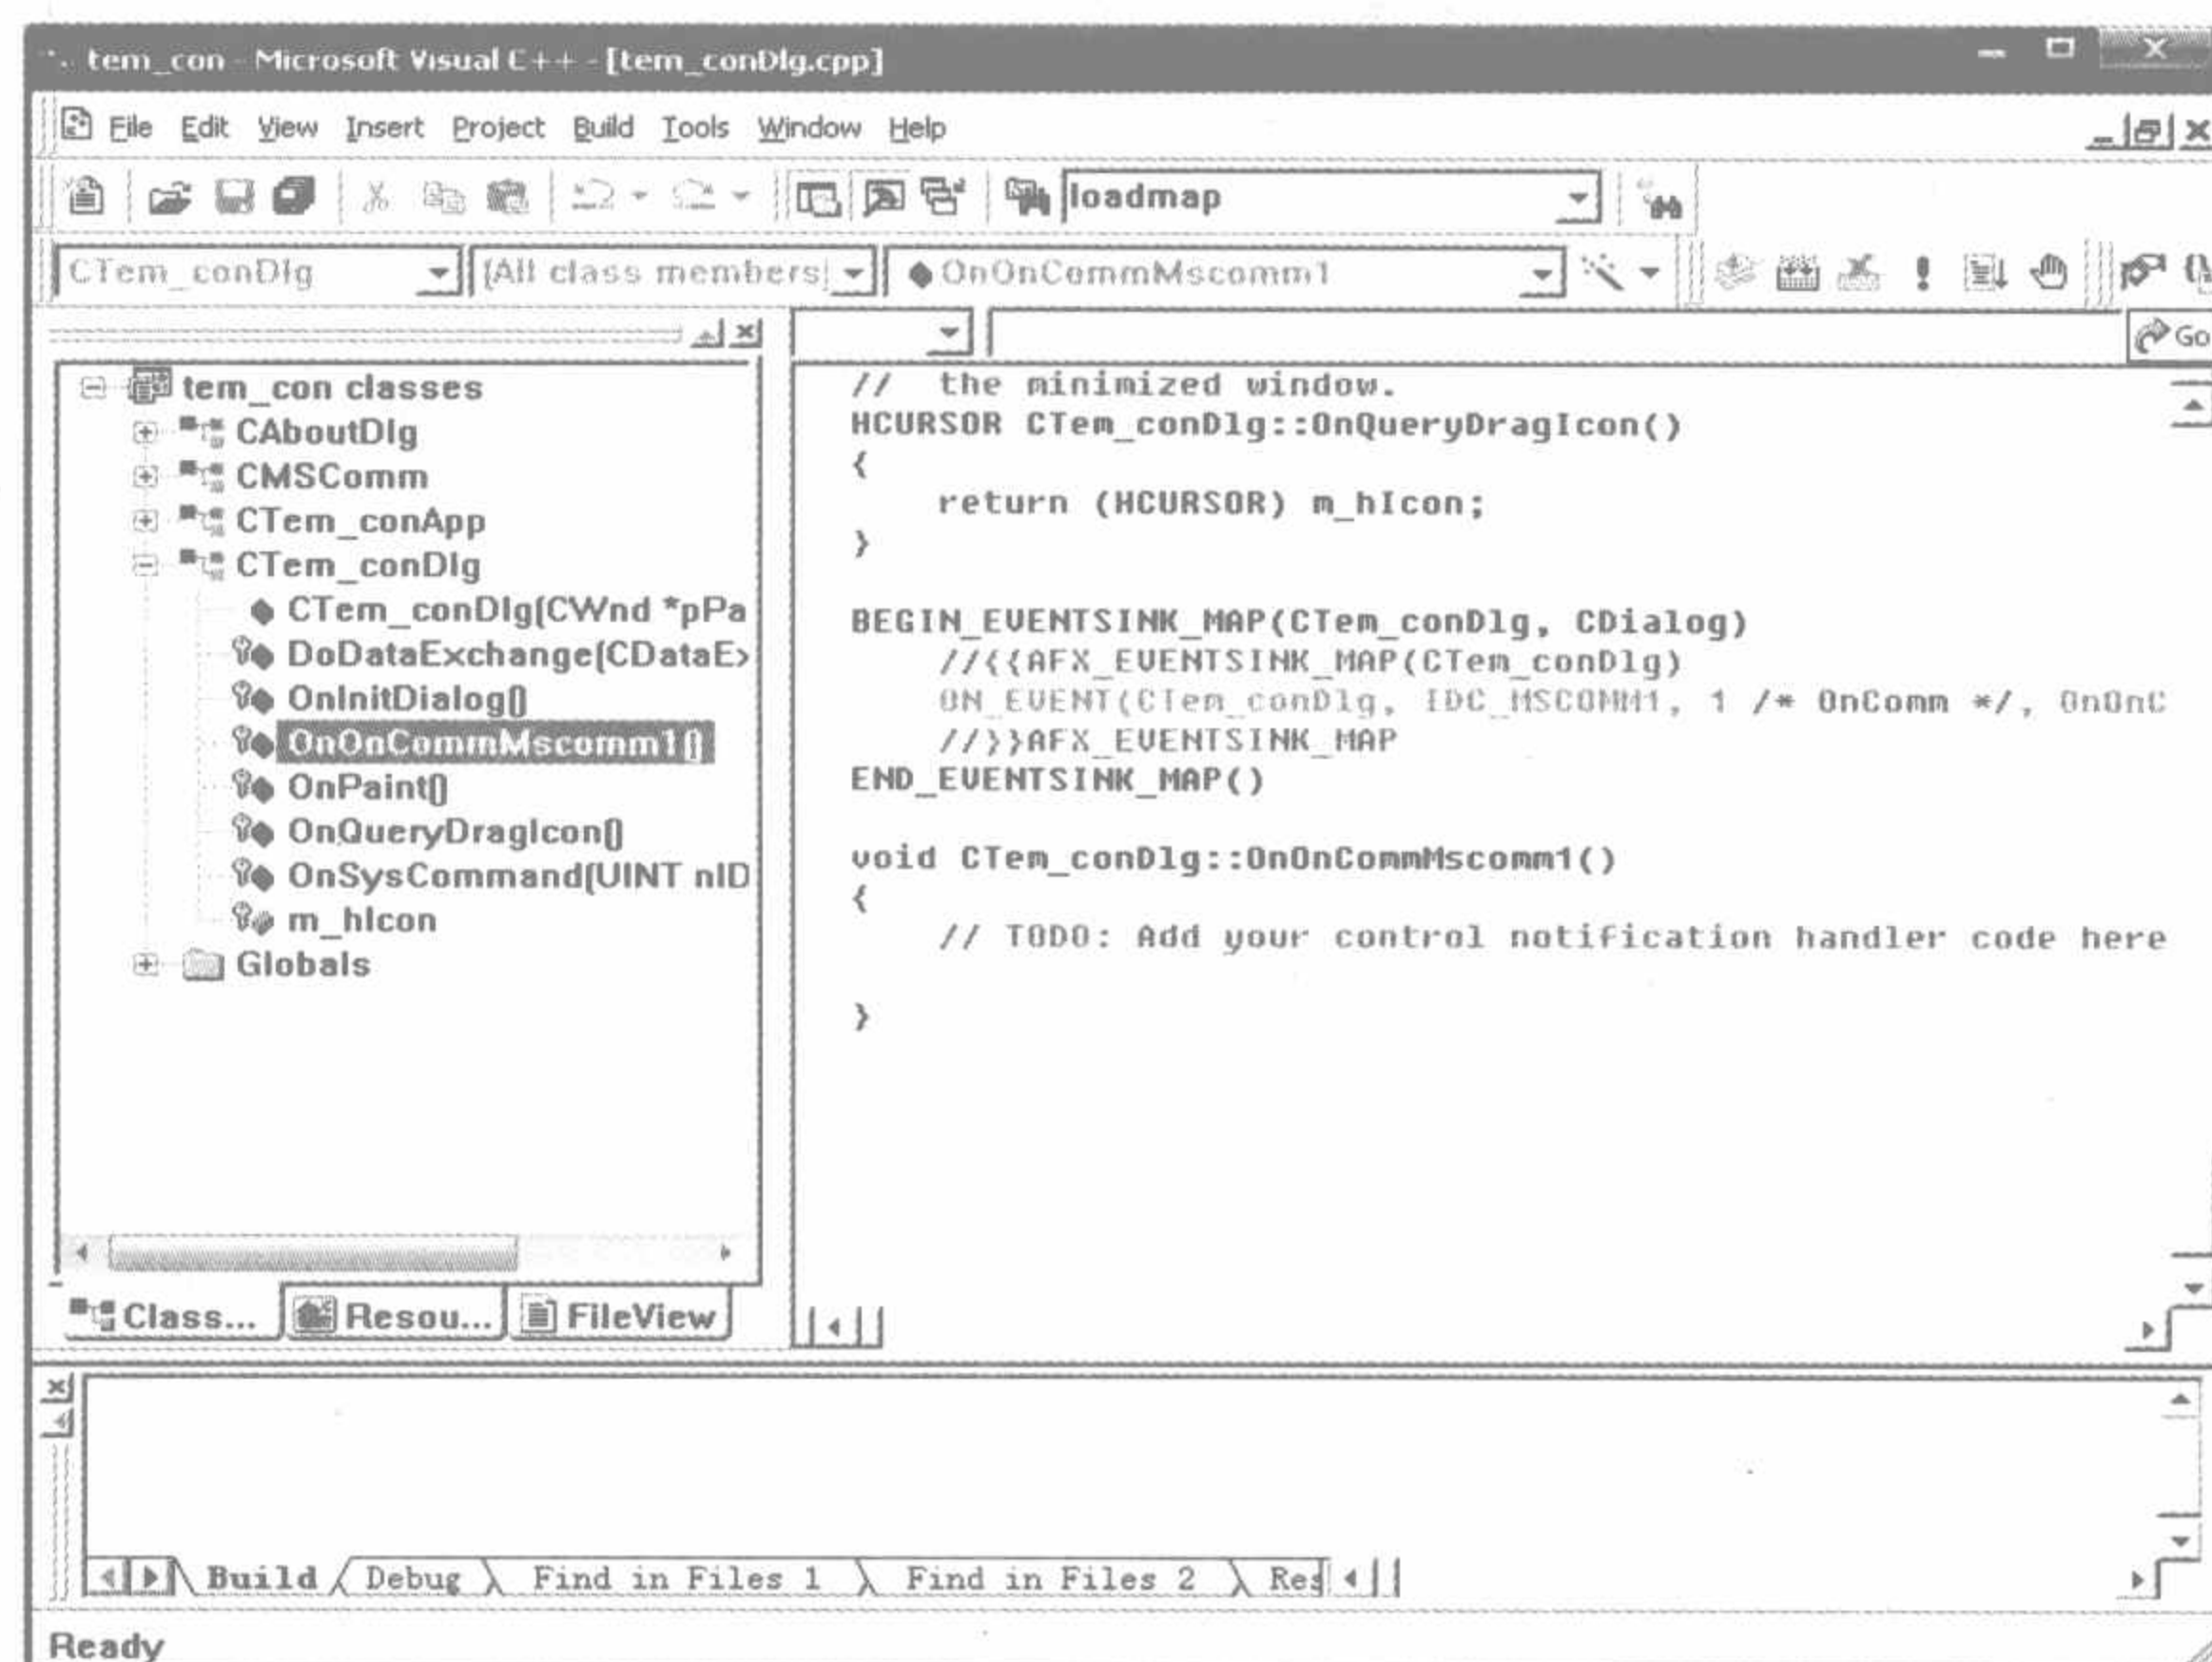 tem_con - Microsoft Visual C++ - [tem_conDlg.cpp]
File Edit View Insert Project Build Tools Window Help
loadmap
CTem_conDlg [All class members] OnOnCommMscomm1
Go
tem_con classes
CAboutDlg
CMSComm
CTem_conApp
CTem_conDlg
CTem_conDlg(CWnd *pPa
DoDataExchange(CDataE
OnInitDialog()
OnOnCommMscomm1()
OnPaint()
OnQueryDragIcon()
OnSysCommand(UINT nID
m_hIcon
Globals
Class... Resou... FileView
// the minimized window.
HCURSOR CTem_conDlg::OnQueryDragIcon()
{
return (HCURSOR) m_hIcon;
}
BEGIN_EVENTSINK_MAP(CTem_conDlg, CDialog)
//{{AFX_EVENTSINK_MAP(CTem_conDlg)
ON_EVENT(CTem_conDlg, IDC_MSCOMM1, 1 /* OnComm */, OnOnC
//}}AFX_EVENTSINK_MAP
END_EVENTSINK_MAP()
void CTem_conDlg::OnOnCommMscomm1()
{
// TODO: Add your control notification handler code here
}
Build Debug Find in Files 1 Find in Files 2 Res
Ready